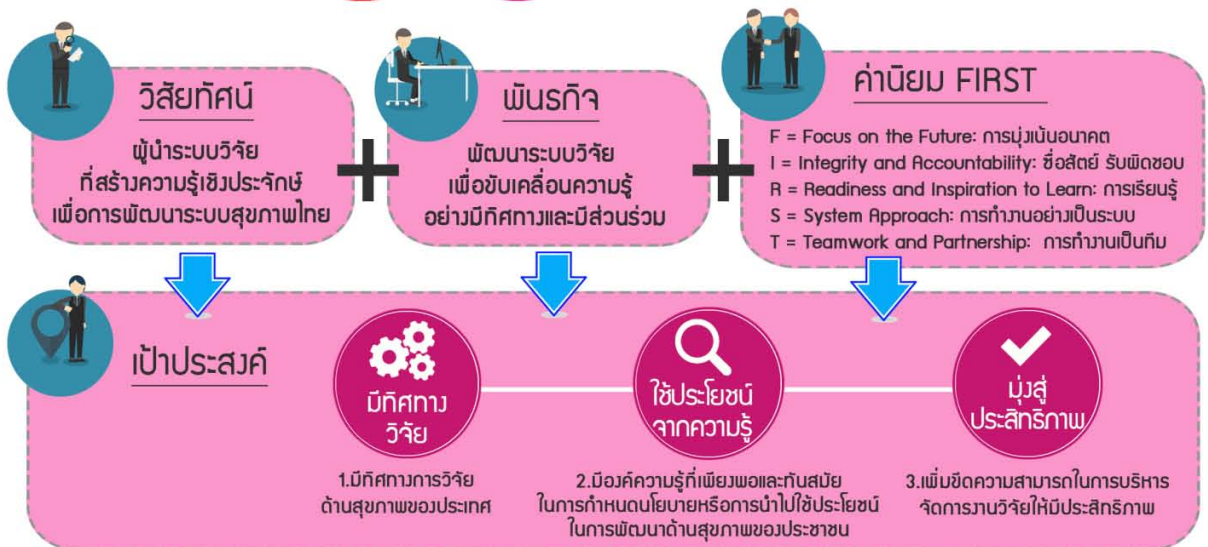 วิสัยทัศน์
ผู้นำระบบวิจัย
ที่สร้างความรู้เชิงประจักษ์
เพื่อการพัฒนาระบบสุขภาพไทย
พันธกิจ
พัฒนาระบบวิจัย
เพื่อขับเคลื่อนความรู้
อย่างมีทิศทางและมีส่วนร่วม
ค่านิยม FIRST
F = Focus on the Future: การมุ่งเน้นอนาคต
I = Integrity and Accountability: ซื่อสัตย์ รับผิดชอบ
R = Readiness and Inspiration to Learn: การเรียนรู้
S = System Approach: การทำงานอย่างเป็นระบบ
T = Teamwork and Partnership: การทำงานเป็นทีม
เป้าประสงค์
มีทิศทาง
วิจัย
1.มีทิศทางการวิจัย
ด้านสุขภาพของประเทศ
ใช้ประโยชน์
จากความรู้
2.มีองค์ความรู้ที่เพียงพอและทันสมัย
ในการกำหนดนโยบายหรือการนำไปใช้ประโยชน์
ในการพัฒนาด้านสุขภาพของประชาชน
มุ่งสู่
ประสิทธิภาพ
3.เพิ่มขีดความสามารถในการบริหาร
จัดการงานวิจัยให้มีประสิทธิภาพ